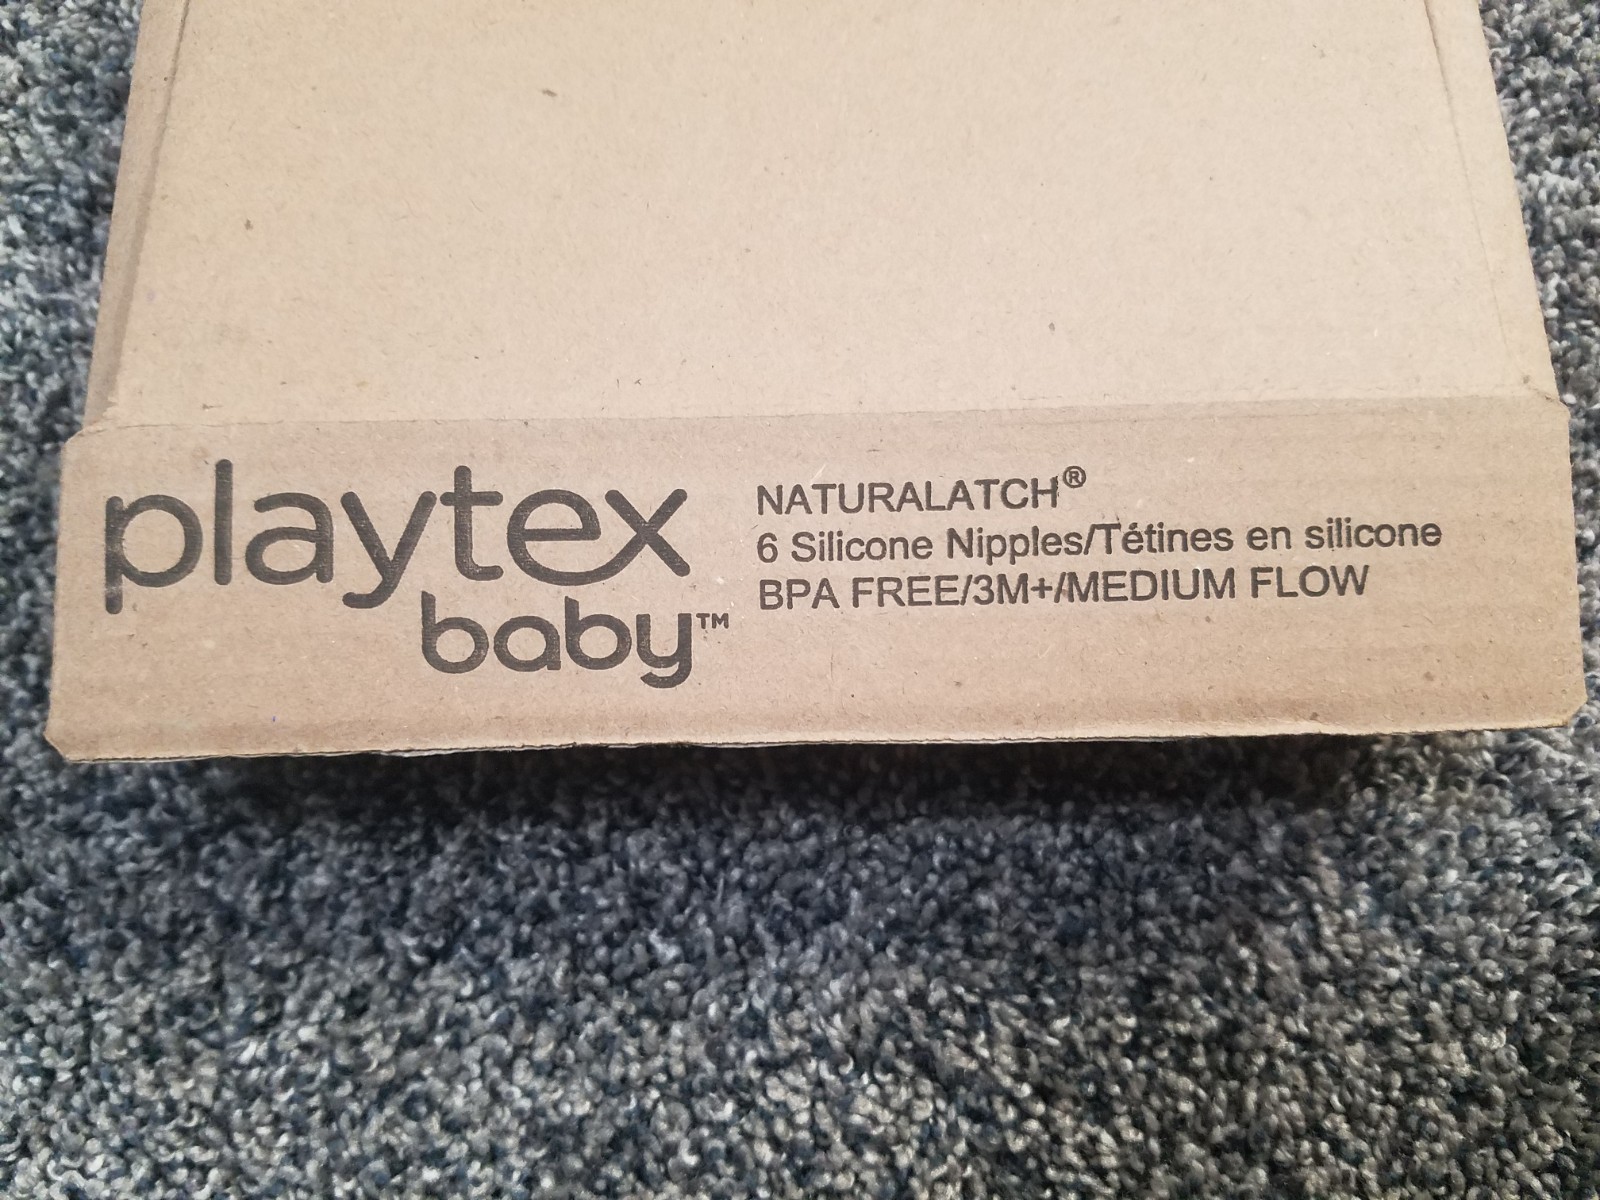 playtex
baby™
NATURALATCH®
6 Silicone Nipples/Tétines en silicone
BPA FREE/3M+/MEDIUM FLOW